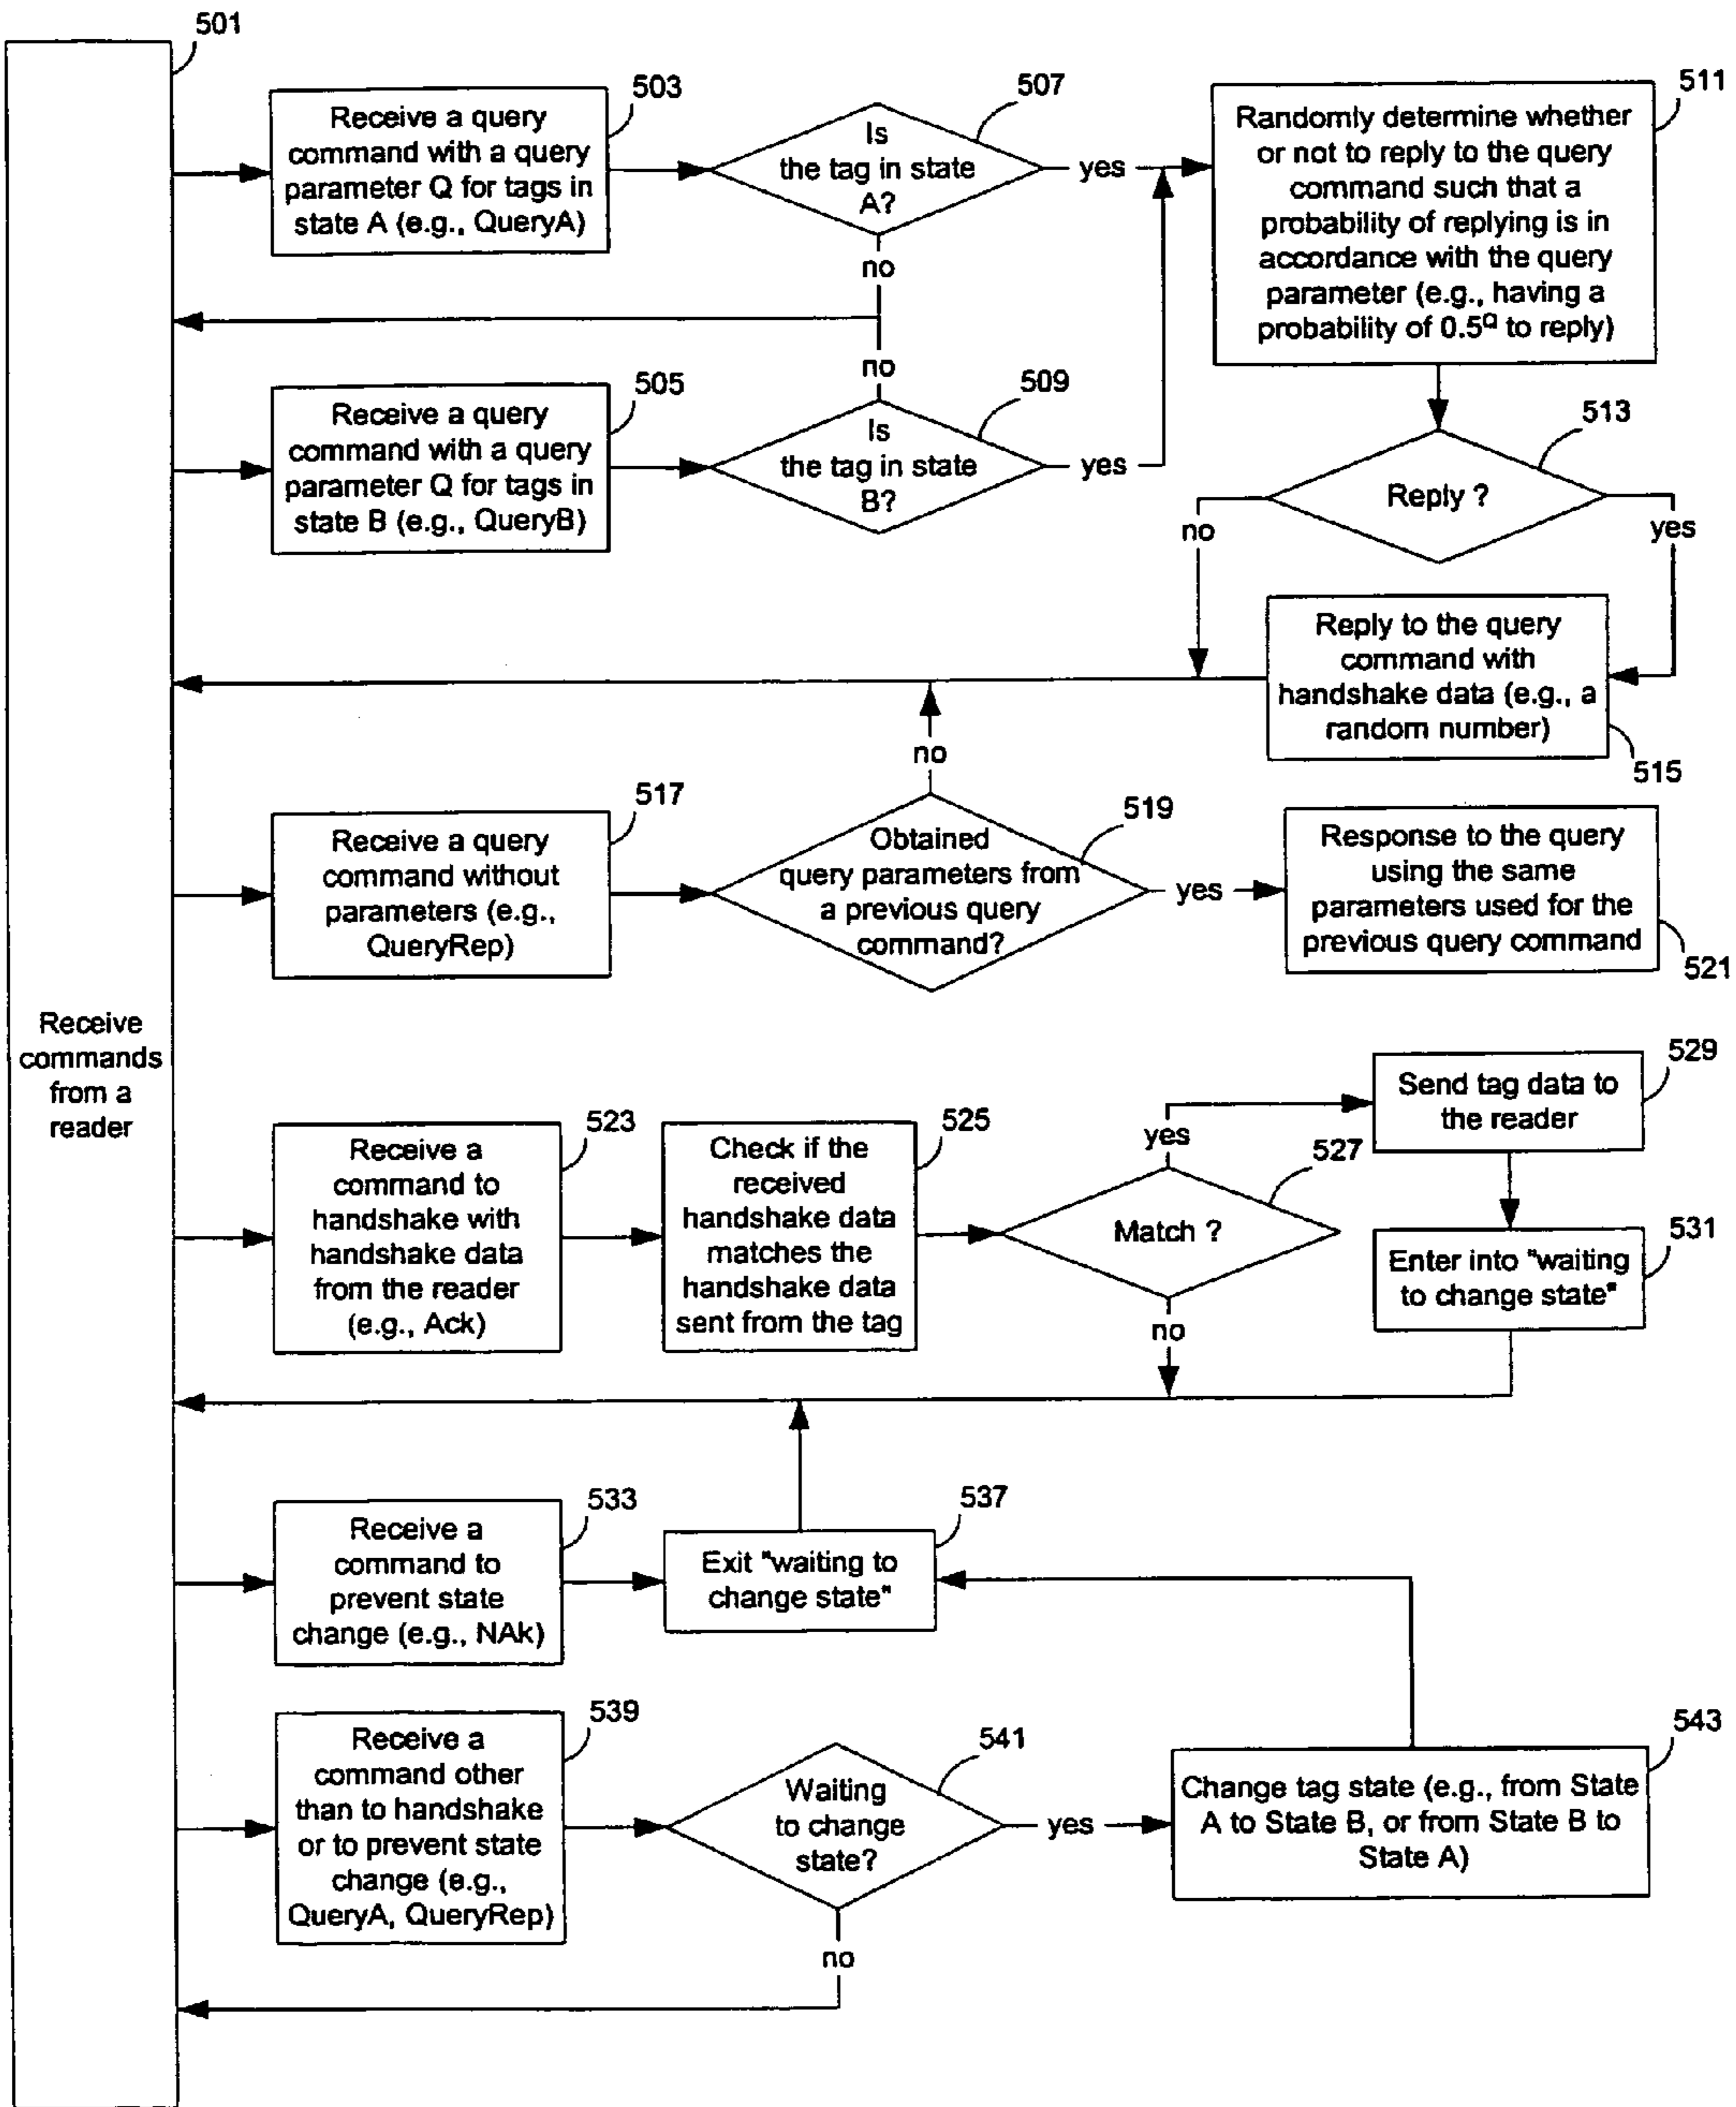 501
Receive
commands
from a
reader
503
Receive a query
command with a query
parameter Q for tags in
state A (e.g., QueryA)
507
Is
the tag in state
A?
yes
no
511
Randomly determine whether
or not to reply to the query
command such that a
probability of replying is in
accordance with the query
parameter (e.g., having a
probability of 0.5^Q to reply)
505
Receive a query
command with a query
parameter Q for tags in
state B (e.g., QueryB)
no
509
Is
the tag in state
B?
yes
513
Reply ?
no
yes
Reply to the query
command with
handshake data (e.g., a
random number)
515
517
Receive a query
command without
parameters (e.g.,
QueryRep)
no
519
Obtained
query parameters from
a previous query
command?
yes
Response to the query
using the same
parameters used for the
previous query command
521
523
Receive a
command to
handshake with
handshake data
from the reader
(e.g., Ack)
525
Check if the
received
handshake data
matches the
handshake data
sent from the tag
yes
527
Match ?
no
529
Send tag data to
the reader
531
Enter into "waiting
to change state"
533
Receive a
command to
prevent state
change (e.g., NAk)
537
Exit "waiting to
change state"
539
Receive a
command other
than to handshake
or to prevent state
change (e.g.,
QueryA, QueryRep)
541
Waiting
to change
state?
yes
no
543
Change tag state (e.g., from State
A to State B, or from State B to
State A)